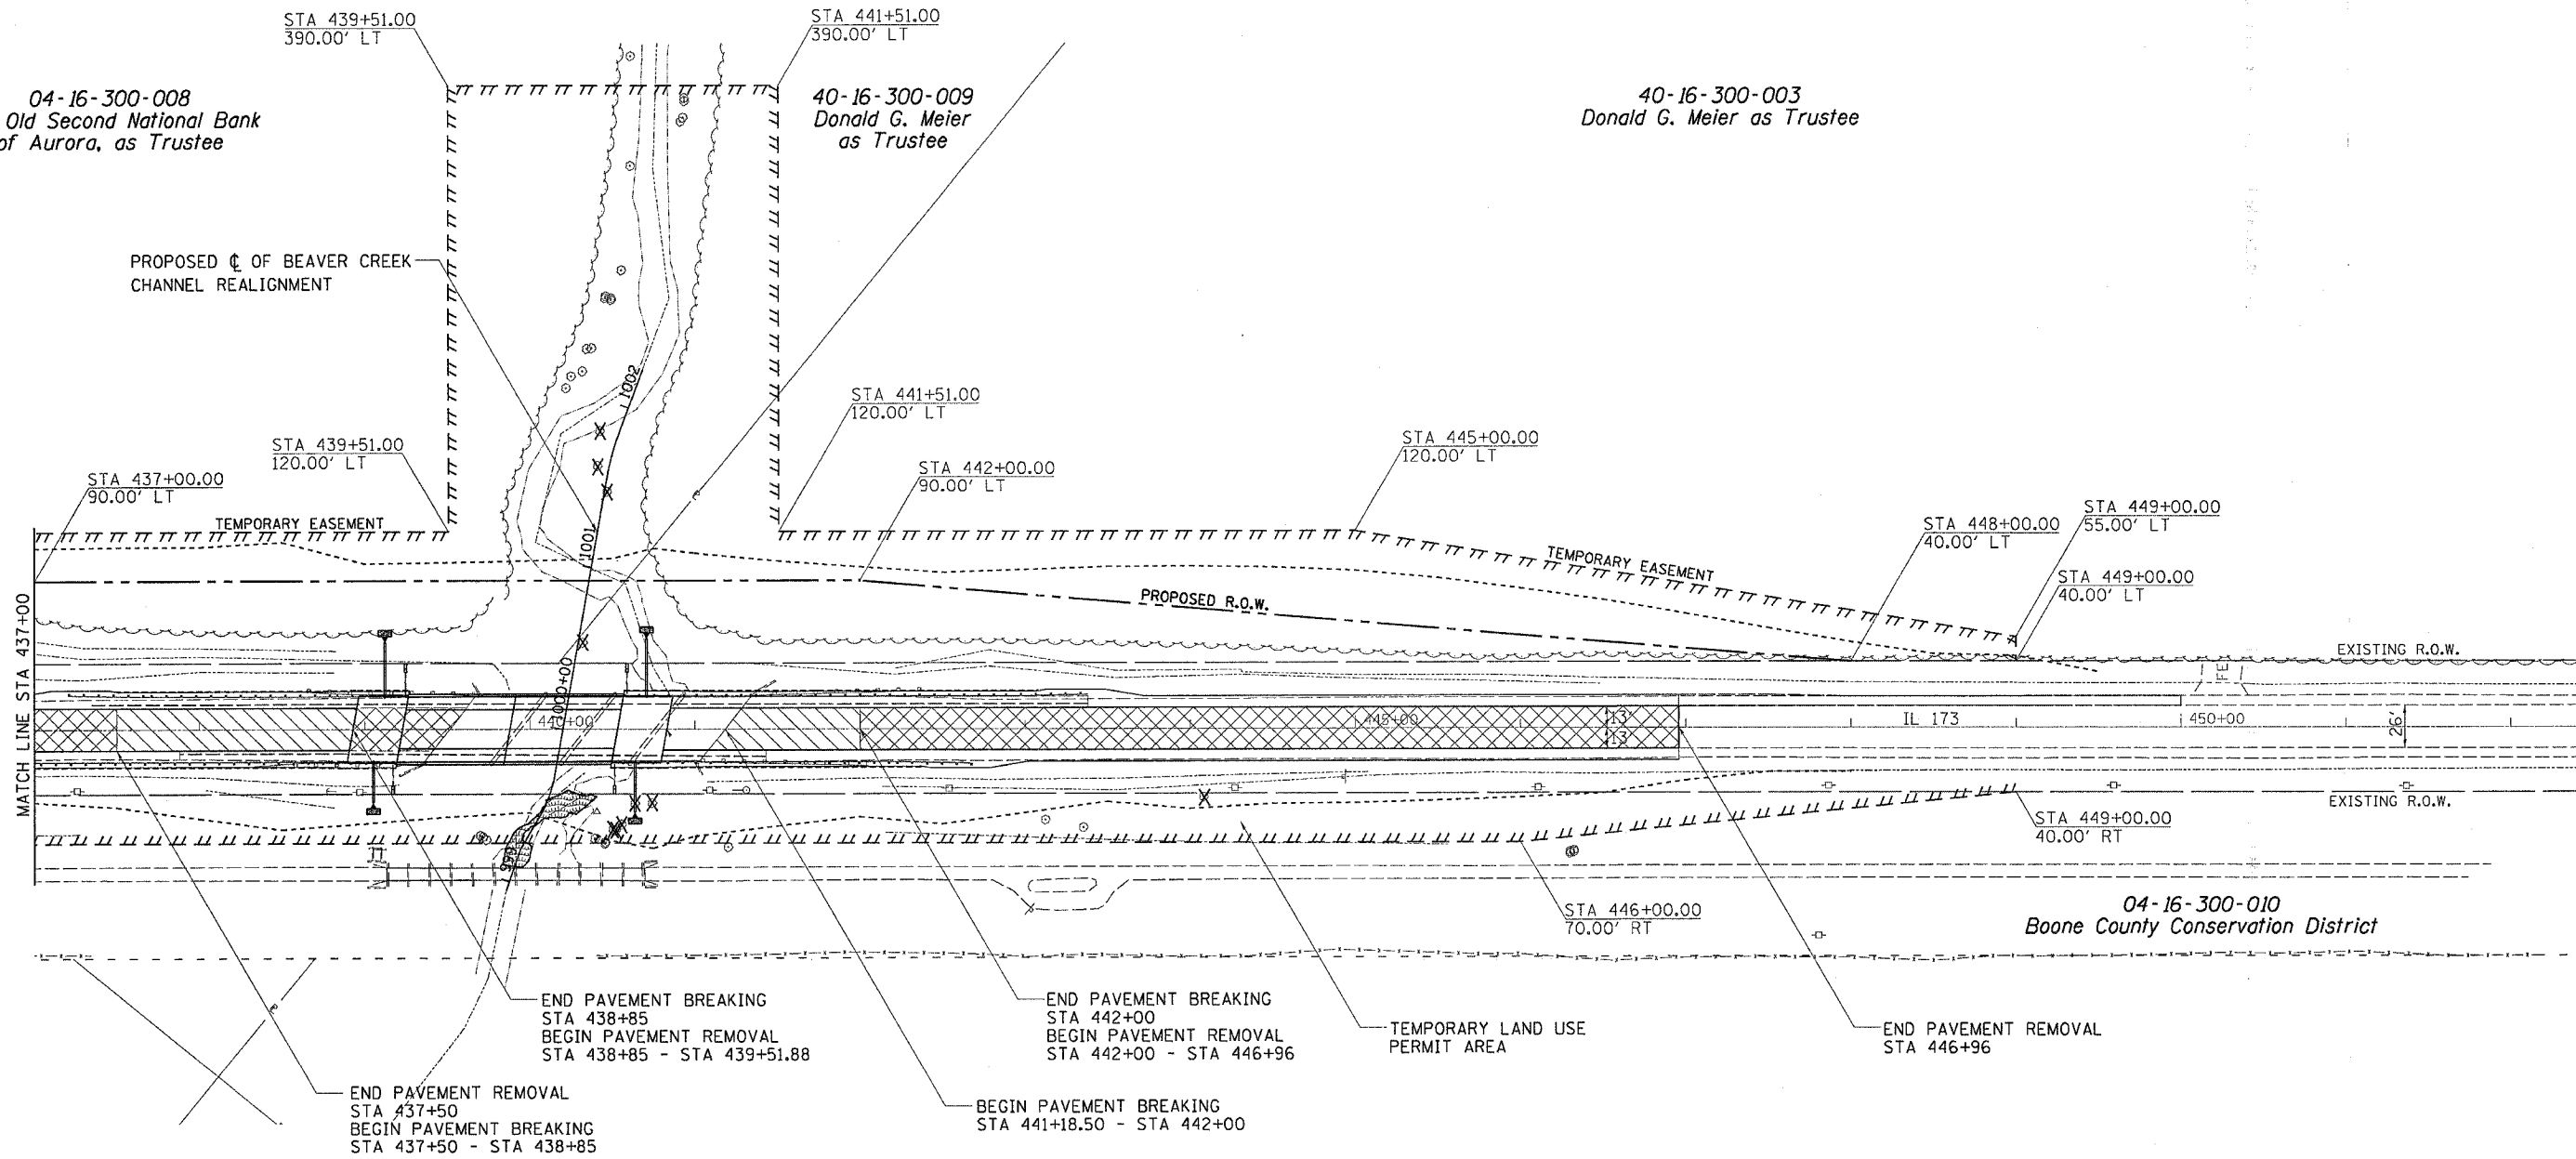 STA 439+51.00
390.00' LT
STA 441+51.00
390.00' LT
04-16-300-008
Old Second National Bank
of Aurora, as Trustee
40-16-300-009
Donald G. Meier
as Trustee
40-16-300-003
Donald G. Meier as Trustee
PROPOSED ℄ OF BEAVER CREEK
CHANNEL REALIGNMENT
1002
STA 441+51.00
120.00' LT
STA 439+51.00
120.00' LT
STA 445+00.00
120.00' LT
STA 437+00.00
90.00' LT
STA 442+00.00
90.00' LT
TEMPORARY EASEMENT
1001
STA 448+00.00
40.00' LT
STA 449+00.00
55.00' LT
TEMPORARY EASEMENT
STA 449+00.00
40.00' LT
PROPOSED R.O.W.
MATCH LINE STA 437+00
EXISTING R.O.W.
FE
1000+00
440+00
445+00
13'
13'
IL 173
450+00
26'
EXISTING R.O.W.
999
STA 449+00.00
40.00' RT
STA 446+00.00
70.00' RT
04-16-300-010
Boone County Conservation District
END PAVEMENT BREAKING
STA 438+85
BEGIN PAVEMENT REMOVAL
STA 438+85 - STA 439+51.88
END PAVEMENT BREAKING
STA 442+00
BEGIN PAVEMENT REMOVAL
STA 442+00 - STA 446+96
TEMPORARY LAND USE
PERMIT AREA
END PAVEMENT REMOVAL
STA 446+96
END PAVEMENT REMOVAL
STA 437+50
BEGIN PAVEMENT BREAKING
STA 437+50 - STA 438+85
BEGIN PAVEMENT BREAKING
STA 441+18.50 - STA 442+00